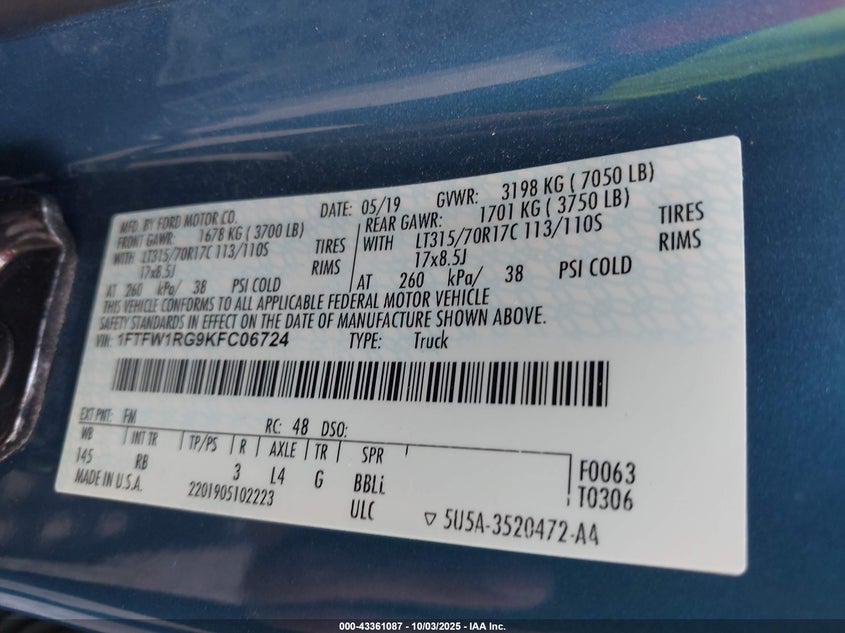 MFD. BY FORD MOTOR CO.
DATE: 05/19 GVWR: 3198 KG ( 7050 LB)
FRONT GAWR: 1678 KG ( 3700 LB)
WITH LT315/70R17C 113/110S TIRES
17x8.5J RIMS
AT 260 kPa/ 38 PSI COLD
REAR GAWR: 1701 KG ( 3750 LB)
WITH LT315/70R17C 113/110S TIRES
17x8.5J RIMS
AT 260 kPa/ 38 PSI COLD
THIS VEHICLE CONFORMS TO ALL APPLICABLE FEDERAL MOTOR VEHICLE
SAFETY STANDARDS IN EFFECT ON THE DATE OF MANUFACTURE SHOWN ABOVE.
VIN: 1FTFW1RG9KFC06724 TYPE: Truck
EXT PNT: FM RC: 48 DSO:
WB INT TR TP/PS R AXLE TR SPR
145 RB 3 L4 G BBLi F0063
MADE IN U.S.A. 2201905102223 ULC T0306
▽ 5U5A-3520472-A4
000-43361087 - 10/03/2025 - IAA Inc.